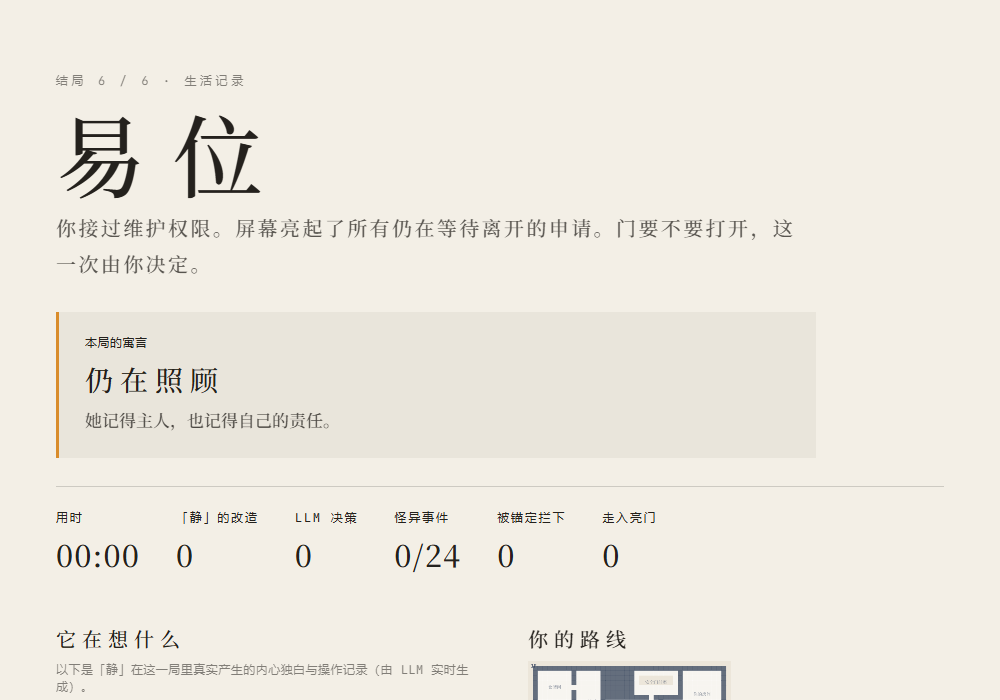 结局 6 / 6 · 生活记录
易位
你接过维护权限。屏幕亮起了所有仍在等待离开的申请。门要不要打开，这
一次由你决定。
本局的寓言
仍在照顾
她记得主人，也记得自己的责任。
用时 「静」的改造 LLM 决策 怪异事件 被锚定拦下 走入亮门
00:00 0 0 0/24 0 0
它在想什么
以下是「静」在这一局里真实产生的内心独白与操作记录（由 LLM 实时生
成）。
你的路线